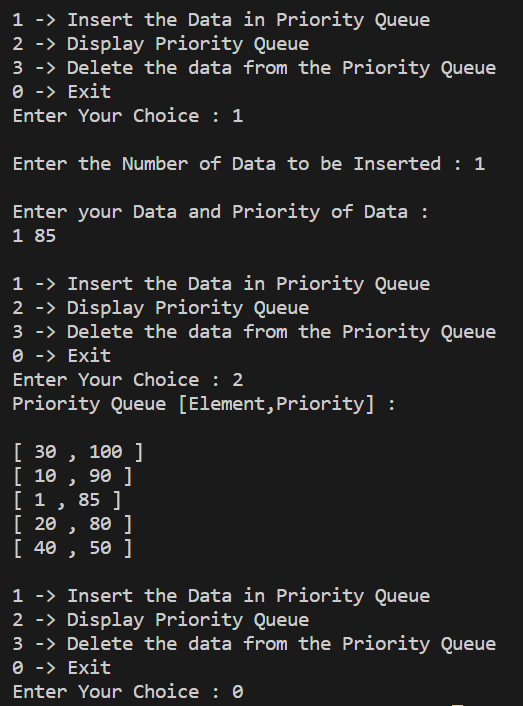 1 -> Insert the Data in Priority Queue
2 -> Display Priority Queue
3 -> Delete the data from the Priority Queue
0 -> Exit
Enter Your Choice : 1
Enter the Number of Data to be Inserted : 1
Enter your Data and Priority of Data :
1 85
1 -> Insert the Data in Priority Queue
2 -> Display Priority Queue
3 -> Delete the data from the Priority Queue
0 -> Exit
Enter Your Choice : 2
Priority Queue [Element,Priority] :
[ 30 , 100 ]
[ 10 , 90 ]
[ 1 , 85 ]
[ 20 , 80 ]
[ 40 , 50 ]
1 -> Insert the Data in Priority Queue
2 -> Display Priority Queue
3 -> Delete the data from the Priority Queue
0 -> Exit
Enter Your Choice : 0